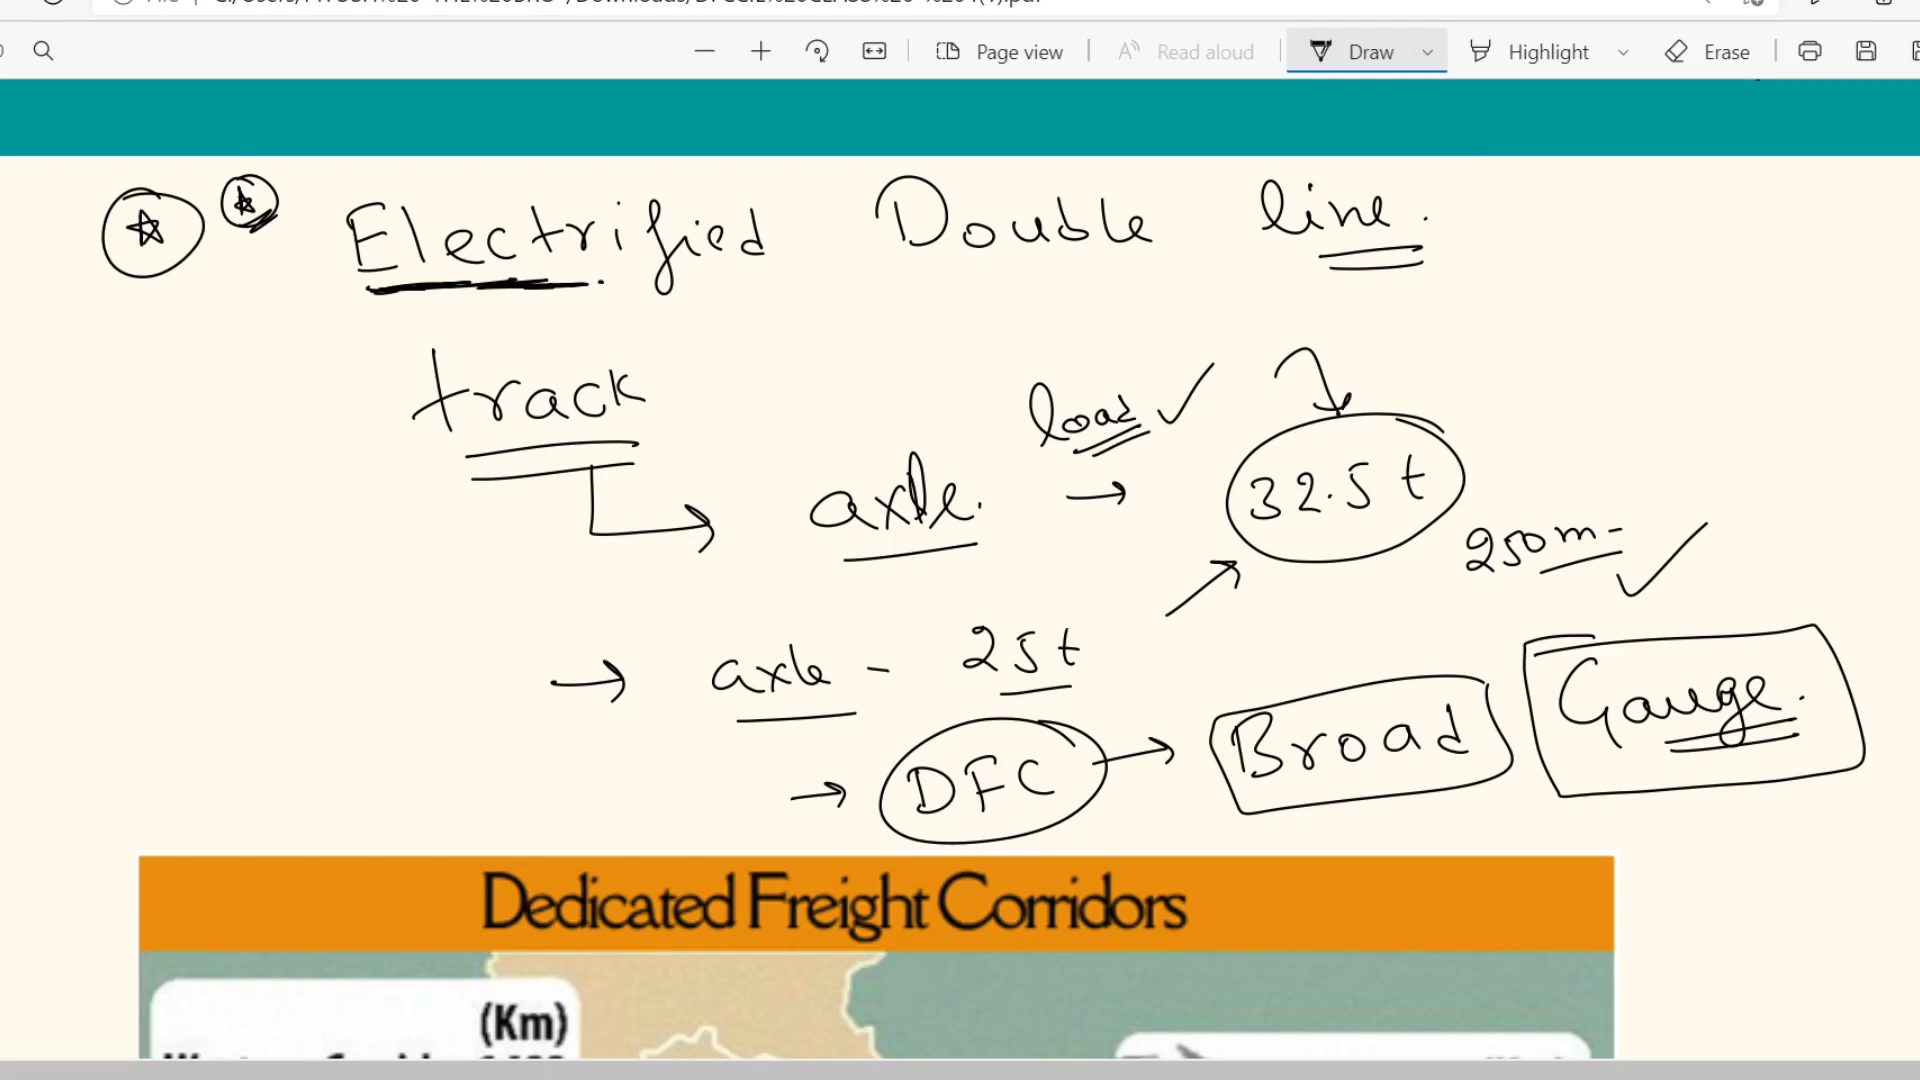 Page view
Read aloud
Draw
Highlight
Erase
Electrified Double line.
track
load
axle. → 32.5 t
250m
→ axle - 25t
→ DFC → Broad Gauge.
Dedicated Freight Corridors
(Km)